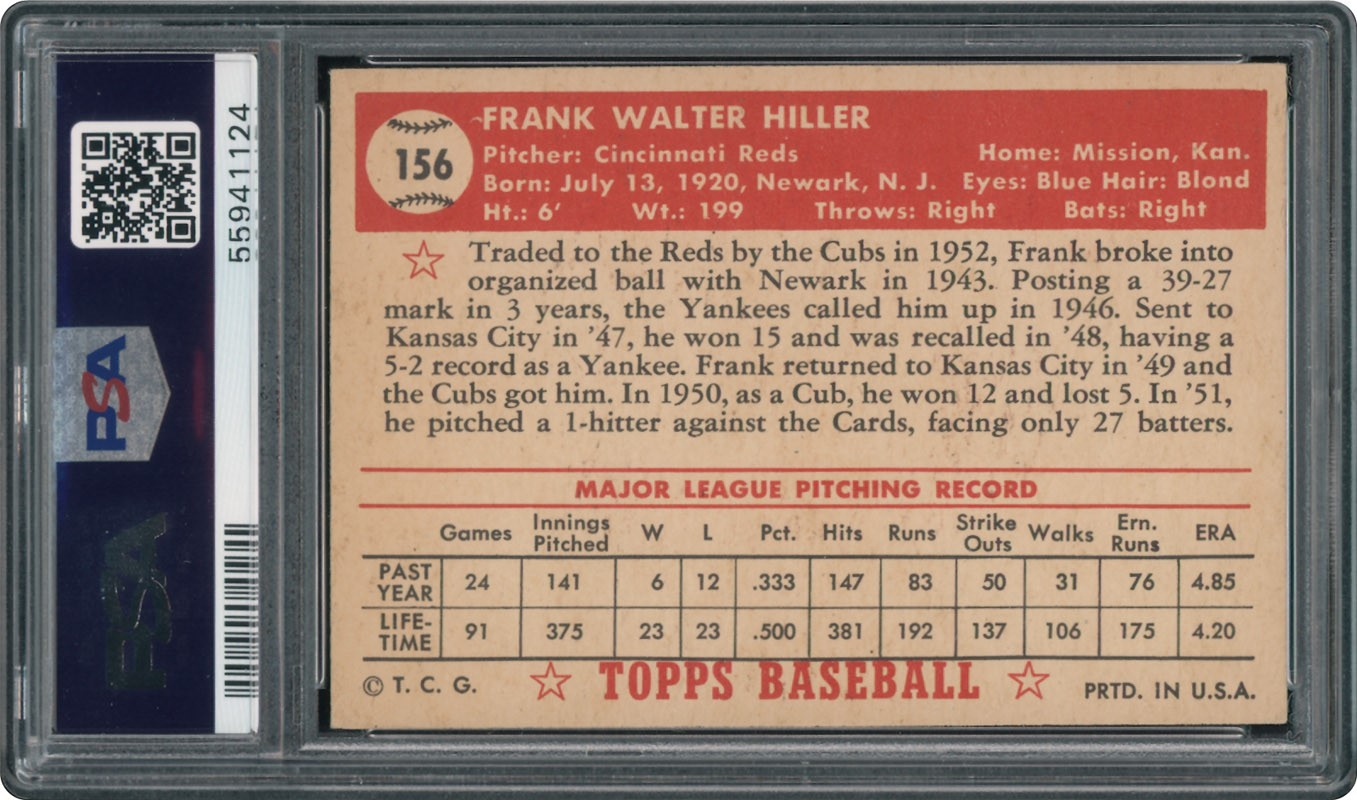 55941124
PSA
PSA
156
FRANK WALTER HILLER
Pitcher: Cincinnati Reds Home: Mission, Kan.
Born: July 13, 1920, Newark, N. J. Eyes: Blue Hair: Blond
Ht.: 6′ Wt.: 199 Throws: Right Bats: Right
Traded to the Reds by the Cubs in 1952, Frank broke into
organized ball with Newark in 1943. Posting a 39-27
mark in 3 years, the Yankees called him up in 1946. Sent to
Kansas City in ’47, he won 15 and was recalled in ’48, having a
5-2 record as a Yankee. Frank returned to Kansas City in ’49 and
the Cubs got him. In 1950, as a Cub, he won 12 and lost 5. In ’51,
he pitched a 1-hitter against the Cards, facing only 27 batters.
MAJOR LEAGUE PITCHING RECORD
Games Innings Pitched W L Pct. Hits Runs Strike Outs Walks Ern. Runs ERA
PAST YEAR 24 141 6 12 .333 147 83 50 31 76 4.85
LIFE-TIME 91 375 23 23 .500 381 192 137 106 175 4.20
© T. C. G. TOPPS BASEBALL PRTD. IN U.S.A.